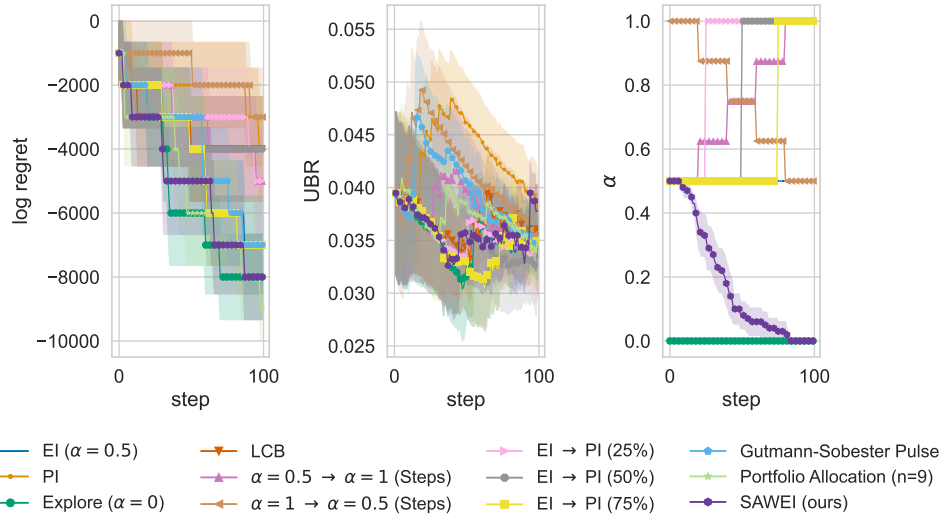 0
−2000
−4000
−6000
−8000
−10000
log regret
0
100
step
0.055
0.050
0.045
0.040
0.035
0.030
0.025
UBR
0
100
step
1.0
0.8
0.6
0.4
0.2
0.0
α
0
100
step
EI (α = 0.5)
PI
Explore (α = 0)
LCB
α = 0.5 → α = 1 (Steps)
α = 1 → α = 0.5 (Steps)
EI → PI (25%)
EI → PI (50%)
EI → PI (75%)
Gutmann-Sobester Pulse
Portfolio Allocation (n=9)
SAWEI (ours)